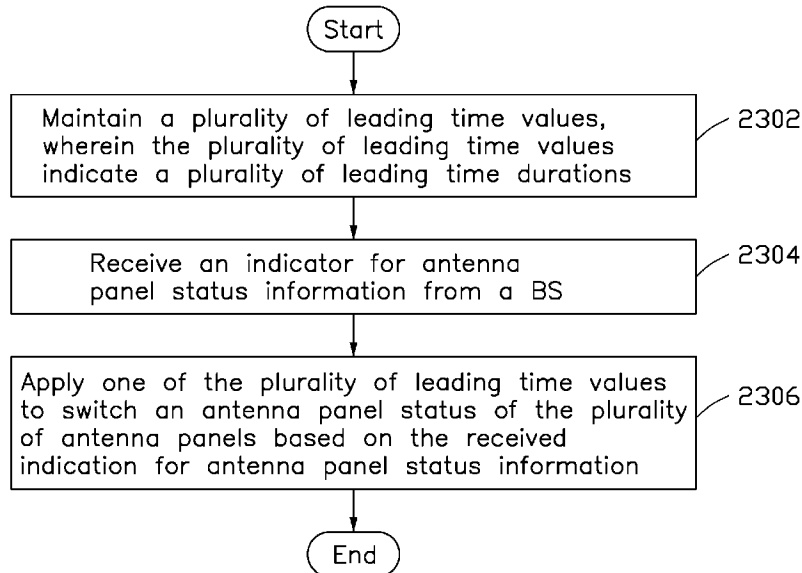 Start
Maintain a plurality of leading time values,
wherein the plurality of leading time values
indicate a plurality of leading time durations
2302
Receive an indicator for antenna
panel status information from a BS
2304
Apply one of the plurality of leading time values
to switch an antenna panel status of the plurality
of antenna panels based on the received
indication for antenna panel status information
2306
End